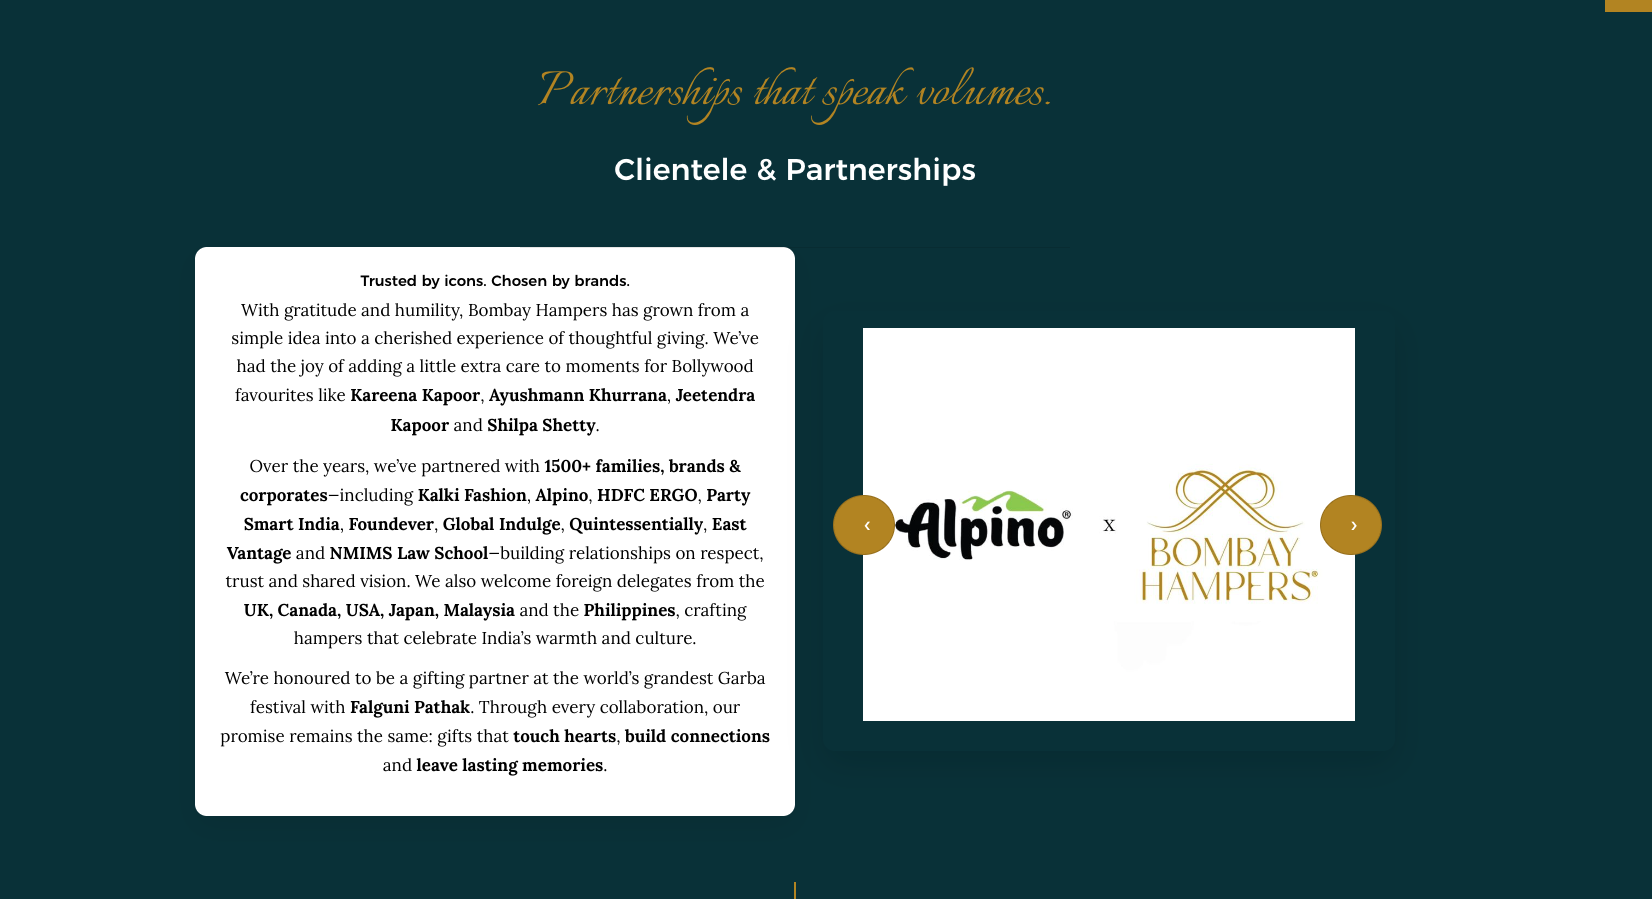 Partnerships that speak volumes.
Clientele & Partnerships
Trusted by icons. Chosen by brands.
With gratitude and humility, Bombay Hampers has grown from a
simple idea into a cherished experience of thoughtful giving. We’ve
had the joy of adding a little extra care to moments for Bollywood
favourites like Kareena Kapoor, Ayushmann Khurrana, Jeetendra
Kapoor and Shilpa Shetty.
Over the years, we’ve partnered with 1500+ families, brands &
corporates—including Kalki Fashion, Alpino, HDFC ERGO, Party
Smart India, Foundever, Global Indulge, Quintessentially, East
Vantage and NMIMS Law School—building relationships on respect,
trust and shared vision. We also welcome foreign delegates from the
UK, Canada, USA, Japan, Malaysia and the Philippines, crafting
hampers that celebrate India’s warmth and culture.
We’re honoured to be a gifting partner at the world’s grandest Garba
festival with Falguni Pathak. Through every collaboration, our
promise remains the same: gifts that touch hearts, build connections
and leave lasting memories.
‹
Alpino®
x
BOMBAY
HAMPERS®
›